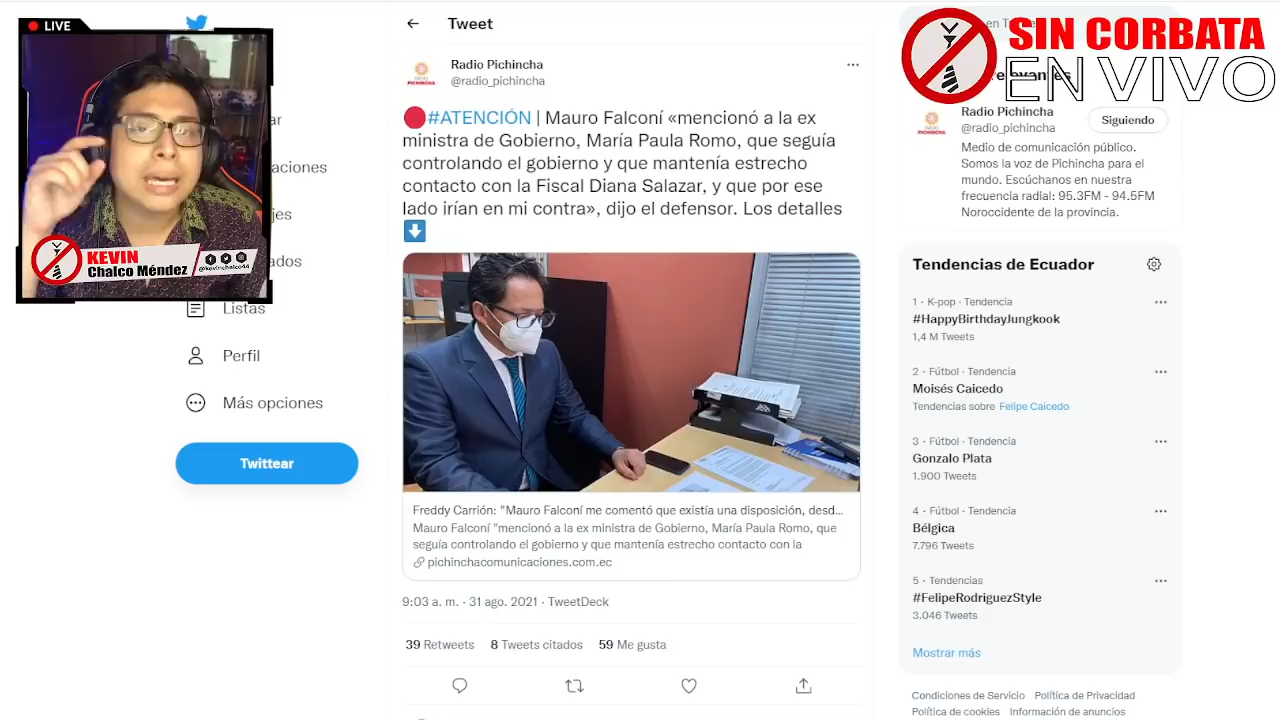 LIVE
KEVIN
Chalco Méndez
@kevinchalco44
Listas
Perfil
Más opciones
Twittear
Tweet
Radio Pichincha
@radio_pichincha
#ATENCIÓN | Mauro Falconí «mencionó a la ex
ministra de Gobierno, María Paula Romo, que seguía
controlando el gobierno y que mantenía estrecho
contacto con la Fiscal Diana Salazar, y que por ese
lado irían en mi contra», dijo el defensor. Los detalles
Freddy Carrión: "Mauro Falconí me comentó que existía una disposición, desd...
Mauro Falconí "mencionó a la ex ministra de Gobierno, María Paula Romo, que
seguía controlando el gobierno y que mantenía estrecho contacto con la
pichinchacomunicaciones.com.ec
9:03 a. m. · 31 ago. 2021 · TweetDeck
39 Retweets 8 Tweets citados 59 Me gusta
SIN CORBATA
EN VIVO
Radio Pichincha
@radio_pichincha
Siguiendo
Medio de comunicación público.
Somos la voz de Pichincha para el
mundo. Escúchanos en nuestra
frecuencia radial: 95.3FM - 94.5FM
Noroccidente de la provincia.
Tendencias de Ecuador
1 · K-pop · Tendencia
#HappyBirthdayJungkook
1,4 M Tweets
2 · Fútbol · Tendencia
Moisés Caicedo
Tendencias sobre Felipe Caicedo
3 · Fútbol · Tendencia
Gonzalo Plata
1.900 Tweets
4 · Fútbol · Tendencia
Bélgica
7.796 Tweets
5 · Tendencias
#FelipeRodriguezStyle
3.046 Tweets
Mostrar más
Condiciones de Servicio Política de Privacidad
Política de cookies Información de anuncios